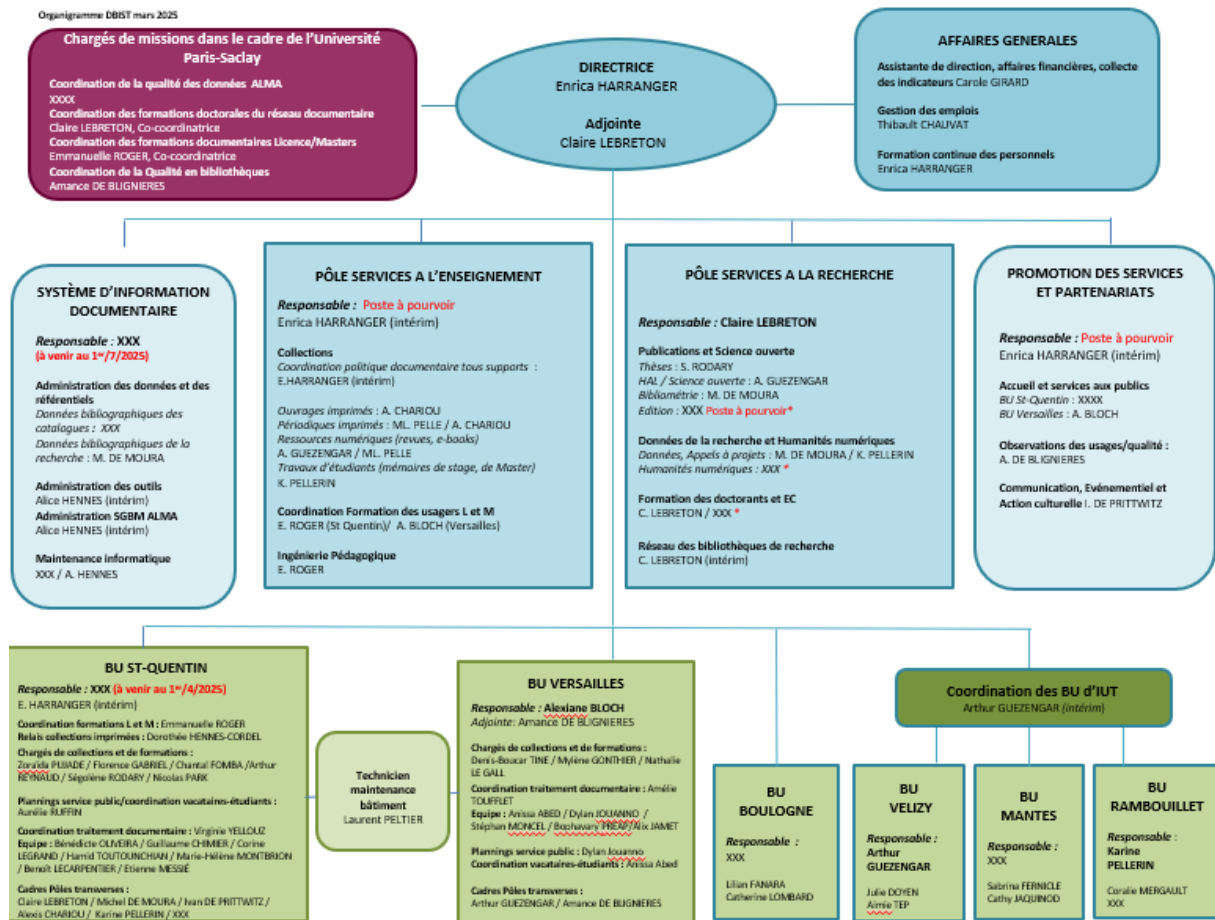 Organigramme DBIST mars 2025
Chargés de missions dans le cadre de l'Université
Paris-Saclay
Coordination de la qualité des données ALMA
XXXX
Coordination des formations doctorales du réseau documentaire
Claire LEBRETON, Co-coordinatrice
Coordination des formations documentaires Licence/Masters
Emmanuelle ROGER, Co-coordinatrice
Coordination de la Qualité en bibliothèques
Amance DE BLIGNIERES
DIRECTRICE
Enrica HARRANGER
Adjointe
Claire LEBRETON
AFFAIRES GENERALES
Assistante de direction, affaires financières, collecte
des indicateurs Carole GIRARD
Gestion des emplois
Thibault CHAUVAT
Formation continue des personnels
Enrica HARRANGER
SYSTÈME D'INFORMATION
DOCUMENTAIRE
Responsable : XXX
(à venir au 1er/7/2025)
Administration des données et des
référentiels
Données bibliographiques des
catalogues : XXX
Données bibliographiques de la
recherche : M. DE MOURA
Administration des outils
Alice HENNES (intérim)
Administration SGBM ALMA
Alice HENNES (intérim)
Maintenance informatique
XXX / A. HENNES
PÔLE SERVICES A L'ENSEIGNEMENT
Responsable : Poste à pourvoir
Enrica HARRANGER (intérim)
Collections
Coordination politique documentaire tous supports :
E.HARRANGER (intérim)
Ouvrages imprimés : A. CHARIOU
Périodiques imprimés : ML. PELLE / A. CHARIOU
Ressources numériques (revues, e-books)
A. GUEZENGAR / ML. PELLE
Travaux d'étudiants (mémoires de stage, de Master)
K. PELLERIN
Coordination Formation des usagers L et M
E. ROGER (St Quentin)/ A. BLOCH (Versailles)
Ingénierie Pédagogique
E. ROGER
PÔLE SERVICES A LA RECHERCHE
Responsable : Claire LEBRETON
Publications et Science ouverte
Thèses : S. RODARY
HAL / Science ouverte : A. GUEZENGAR
Bibliométrie : M. DE MOURA
Edition : XXX Poste à pourvoir*
Données de la recherche et Humanités numériques
Données, Appels à projets : M. DE MOURA / K. PELLERIN
Humanités numériques : XXX *
Formation des doctorants et EC
C. LEBRETON / XXX *
Réseau des bibliothèques de recherche
C. LEBRETON (intérim)
PROMOTION DES SERVICES
ET PARTENARIATS
Responsable : Poste à pourvoir
Enrica HARRANGER (intérim)
Accueil et services aux publics
BU St-Quentin : XXXX
BU Versailles : A. BLOCH
Observations des usages/qualité :
A. DE BLIGNIERES
Communication, Evénementiel et
Action culturelle I. DE PRITTWITZ
BU ST-QUENTIN
Responsable : XXX (à venir au 1er/4/2025)
E. HARRANGER (intérim)
Coordination formations L et M : Emmanuelle ROGER
Relais collections imprimées : Dorothée HENNES-CORDEL
Chargés de collections et de formations :
Zoraïda PUJADE / Florence GABRIEL / Chantal FOMBA /Arthur
REYNAUD / Ségolène RODARY / Nicolas PARK
Plannings service public/coordination vacataires-étudiants :
Aurélie RUFFIN
Coordination traitement documentaire : Virginie YELLOUZ
Equipe : Bénédicte OLIVEIRA / Guillaume CHIMIER / Corine
LEGRAND / Hamid TOUTOUNCHIAN / Marie-Hélène MONTBRION
/ Benoît LECARPENTIER / Etienne MESSIÉ
Cadres Pôles transverses :
Claire LEBRETON / Michel DE MOURA / Ivan DE PRITTWITZ /
Alexis CHARIOU / Karine PELLERIN / XXX
Technicien
maintenance
bâtiment
Laurent PELTIER
BU VERSAILLES
Responsable : Alexiane BLOCH
Adjointe: Amance DE BLIGNIERES
Chargés de collections et de formations :
Denis-Boucar TINE / Mylène GONTHIER / Nathalie
LE GALL
Coordination traitement documentaire : Amélie
TOUFFLET
Equipe : Anissa ABED / Dylan JOUANNO /
Stéphan MONCEL / Bophavary PREAP/Alix JAMET
Plannings service public : Dylan Jouanno
Coordination vacataires-étudiants : Anissa Abed
Cadres Pôles transverses :
Arthur GUEZENGAR / Amance DE BLIGNIERES
Coordination des BU d'IUT
Arthur GUEZENGAR (intérim)
BU
BOULOGNE
Responsable :
XXX
Lilian FANARA
Catherine LOMBARD
BU
VELIZY
Responsable :
Arthur
GUEZENGAR
Julie DOYEN
Aimie TEP
BU
MANTES
Responsable :
XXX
Sabrina FERNICLE
Cathy JAQUINOD
BU
RAMBOUILLET
Responsable :
Karine
PELLERIN
Coralie MERGAULT
XXX